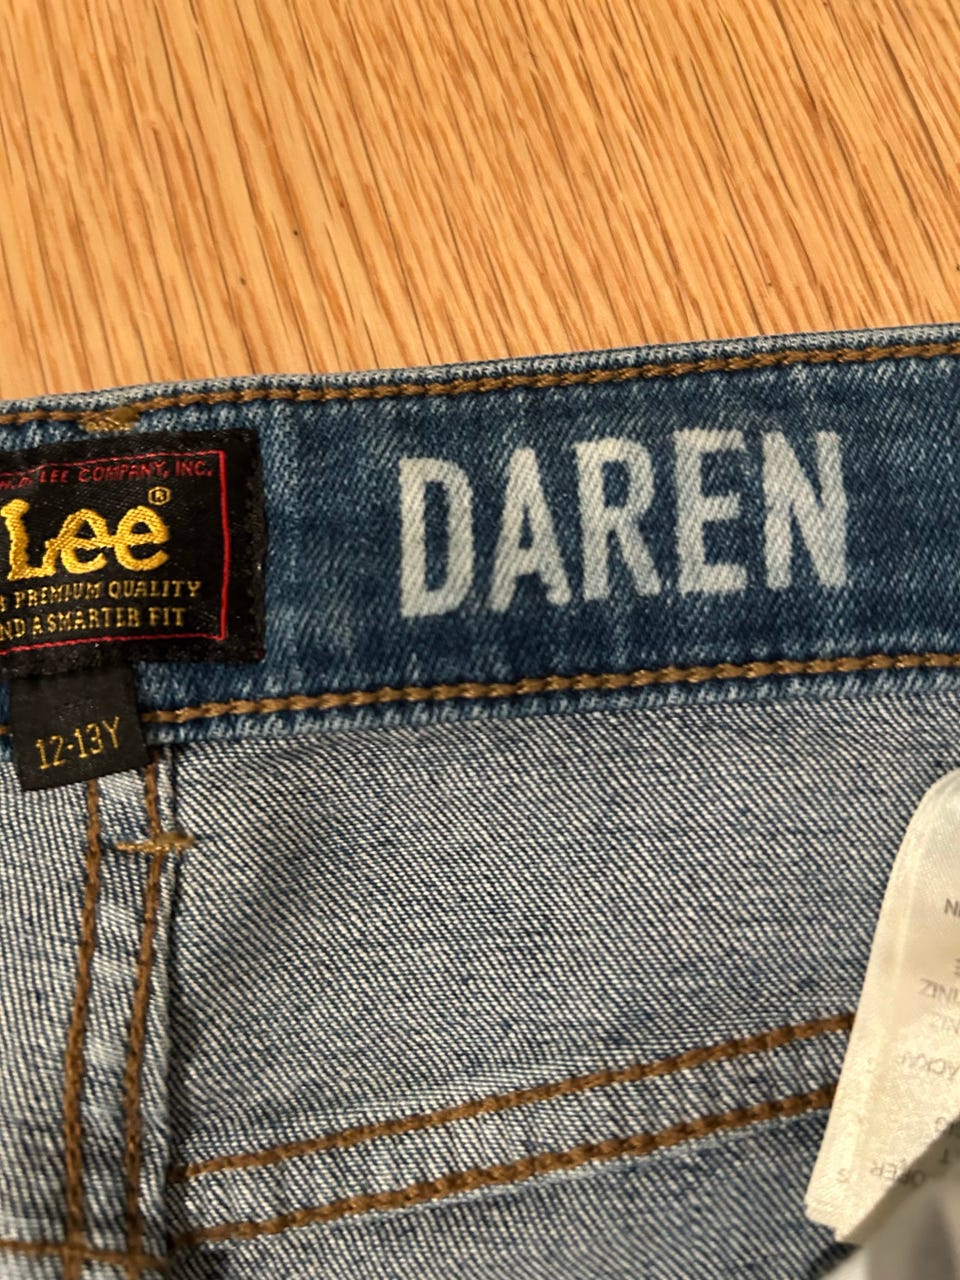 LEE COMPANY, INC.
Lee®
PREMIUM QUALITY
AND A SMARTER FIT
12-13Y
DAREN